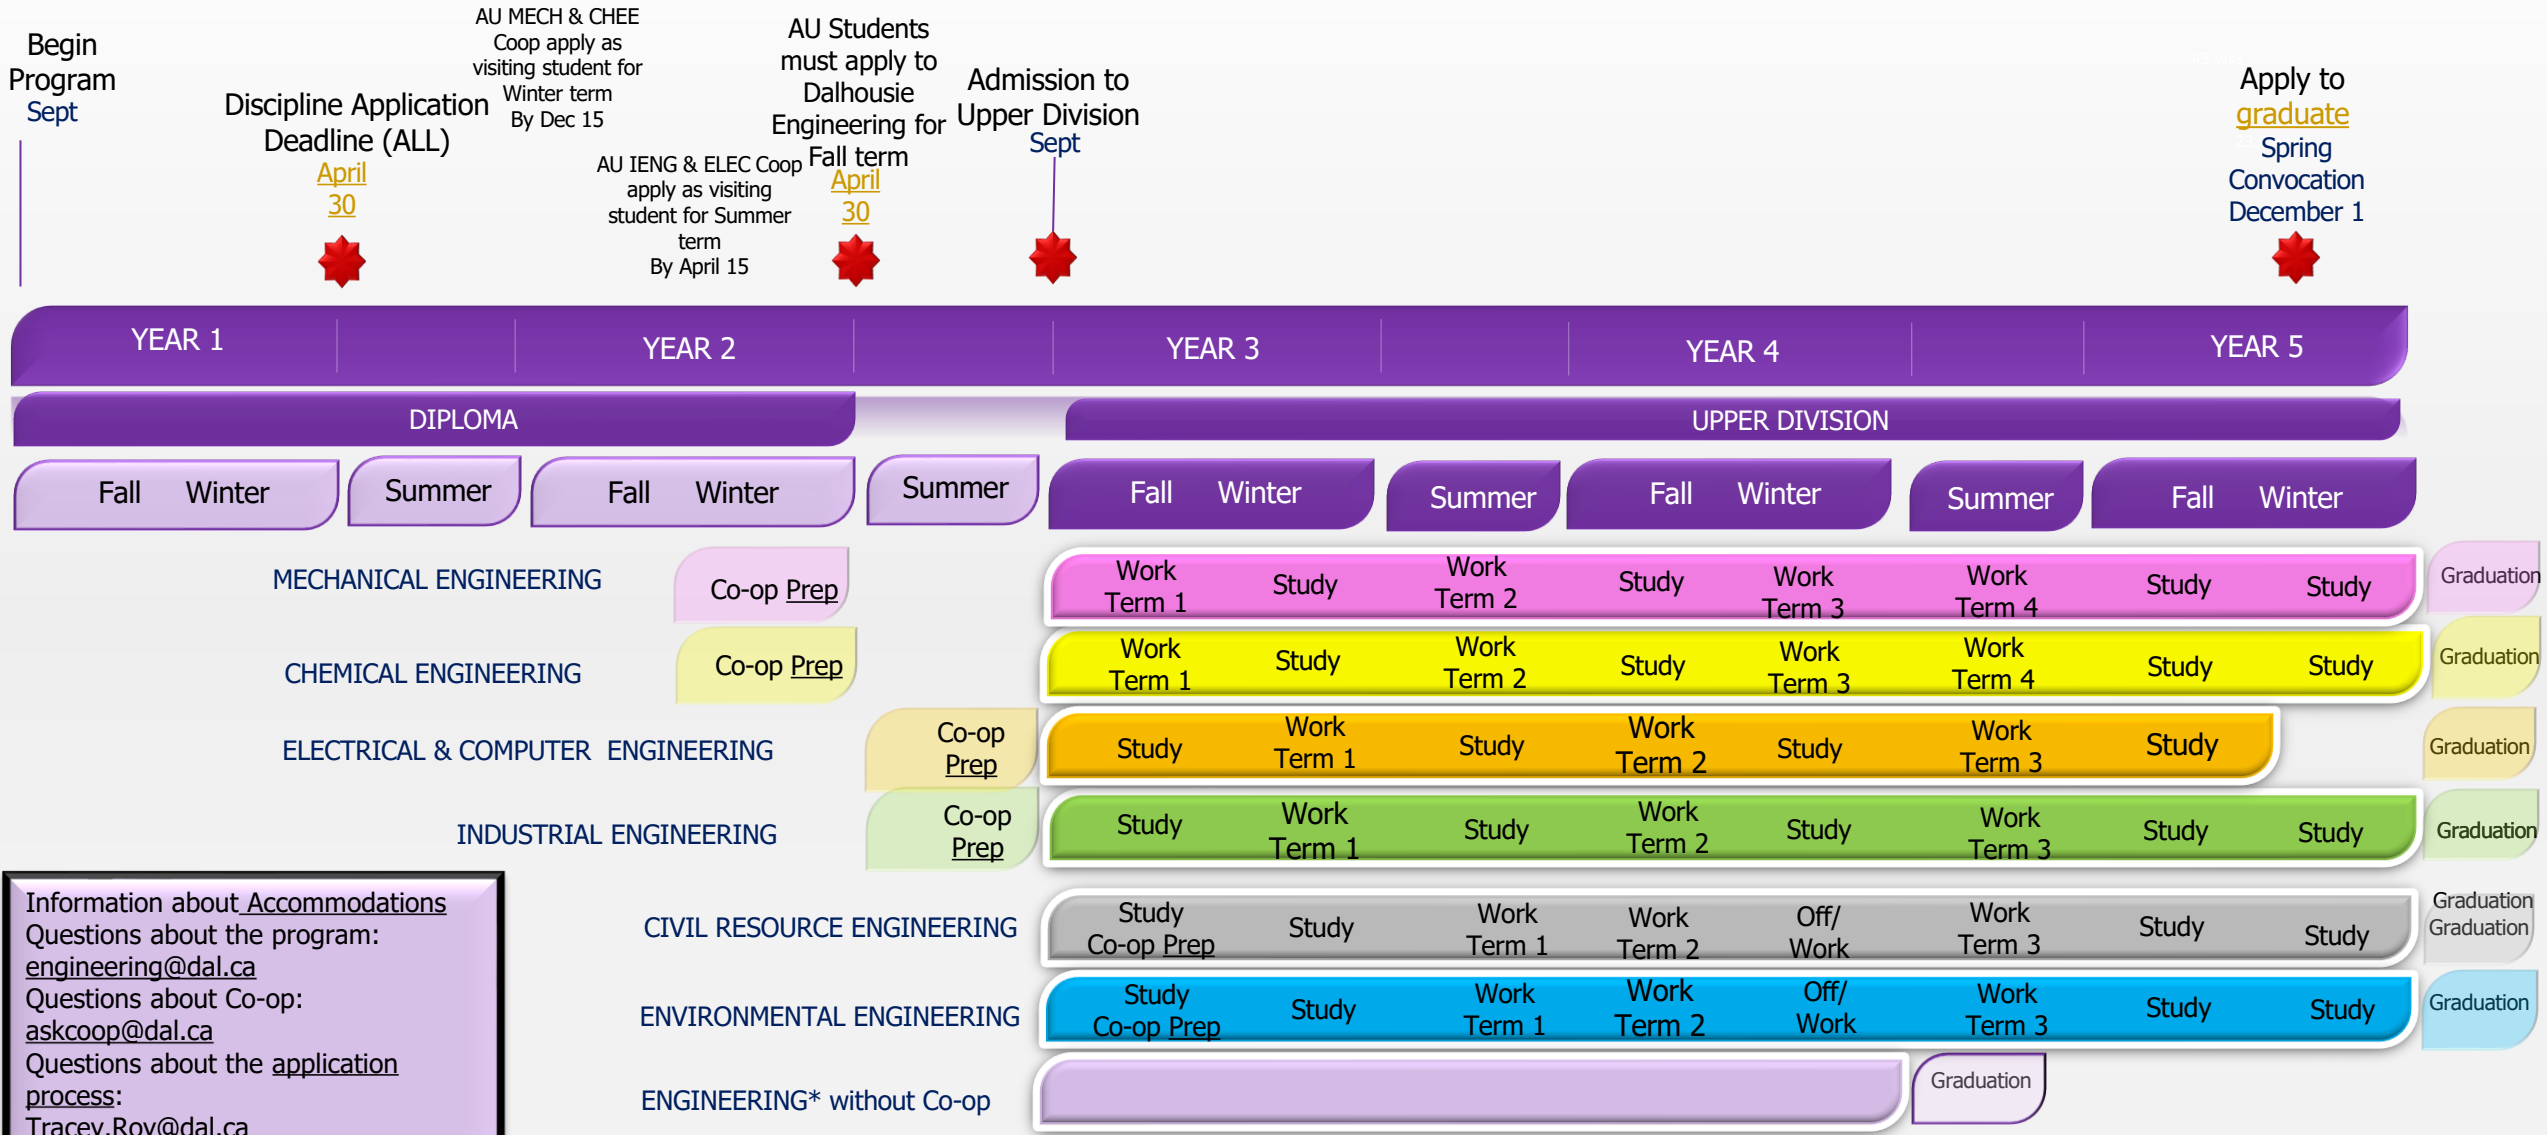 Begin
Program
Sept
Discipline Application
Deadline (ALL)
April
30
AU MECH & CHEE
Coop apply as
visiting student for
Winter term
By Dec 15
AU IENG & ELEC Coop
apply as visiting
student for Summer
term
By April 15
AU Students
must apply to
Dalhousie
Engineering for
Fall term
April
30
Admission to
Upper Division
Sept
Apply to
graduate
Spring
Convocation
December 1
YEAR 1
YEAR 2
YEAR 3
YEAR 4
YEAR 5
DIPLOMA
UPPER DIVISION
Fall Winter
Summer
Fall Winter
Summer
Fall Winter
Summer
Fall Winter
Summer
Fall Winter
MECHANICAL ENGINEERING
Co-op Prep
Work
Term 1
Study
Work
Term 2
Study
Work
Term 3
Work
Term 4
Study
Study
Graduation
CHEMICAL ENGINEERING
Co-op Prep
Work
Term 1
Study
Work
Term 2
Study
Work
Term 3
Work
Term 4
Study
Study
Graduation
ELECTRICAL & COMPUTER ENGINEERING
Co-op
Prep
Study
Work
Term 1
Study
Work
Term 2
Study
Work
Term 3
Study
Graduation
INDUSTRIAL ENGINEERING
Co-op
Prep
Study
Work
Term 1
Study
Work
Term 2
Study
Work
Term 3
Study
Study
Graduation
CIVIL RESOURCE ENGINEERING
Study
Co-op Prep
Study
Work
Term 1
Work
Term 2
Off/
Work
Work
Term 3
Study
Study
Graduation
Graduation
ENVIRONMENTAL ENGINEERING
Study
Co-op Prep
Study
Work
Term 1
Work
Term 2
Off/
Work
Work
Term 3
Study
Study
Graduation
ENGINEERING* without Co-op
Graduation
Information about Accommodations
Questions about the program:
engineering@dal.ca
Questions about Co-op:
askcoop@dal.ca
Questions about the application
process:
Tracey.Roy@dal.ca